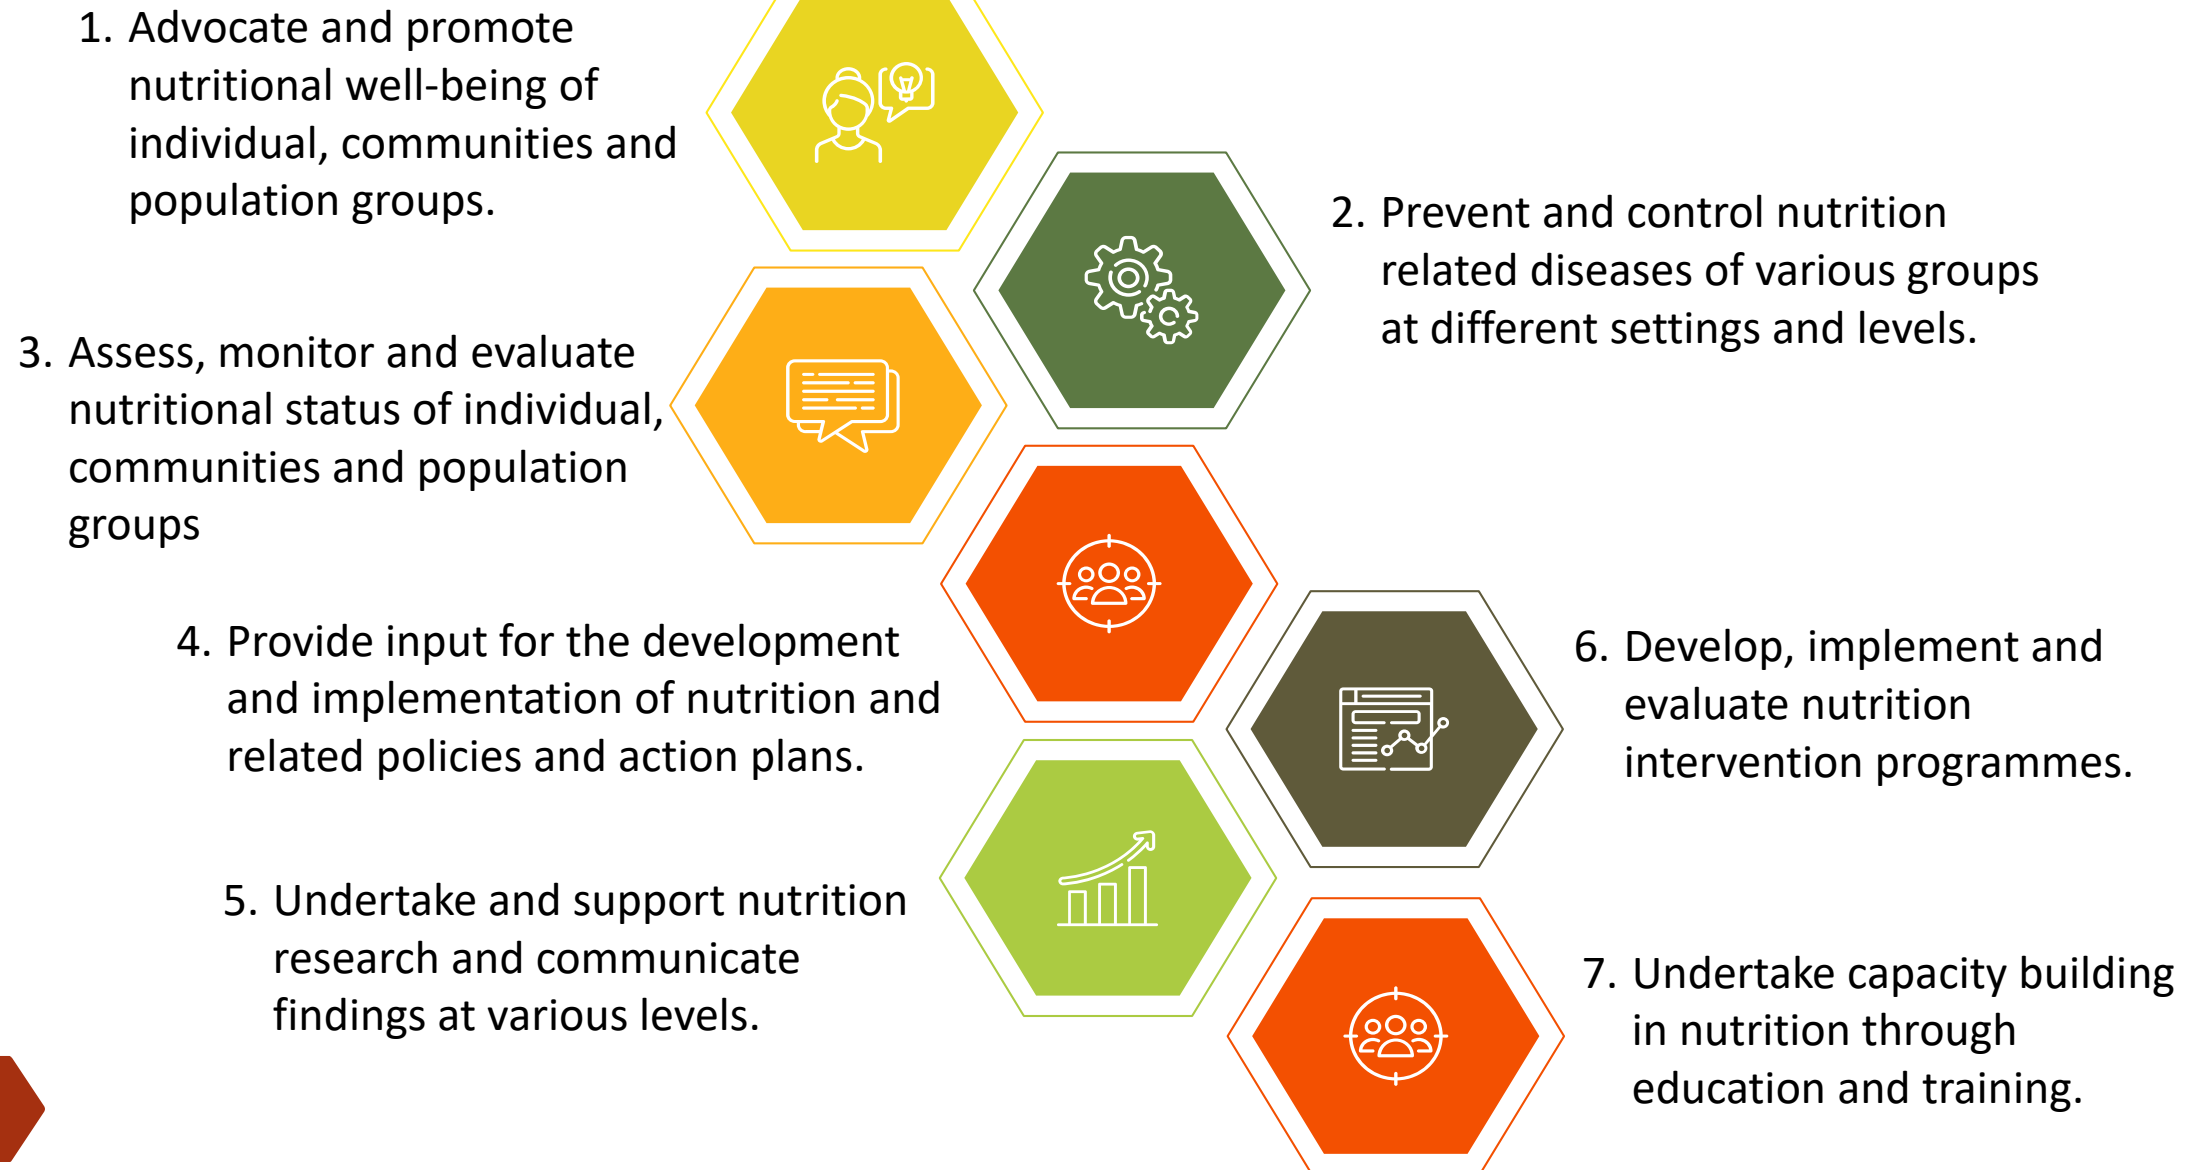 1. Advocate and promote
nutritional well-being of
individual, communities and
population groups.
2. Prevent and control nutrition
related diseases of various groups
at different settings and levels.
3. Assess, monitor and evaluate
nutritional status of individual,
communities and population
groups
4. Provide input for the development
and implementation of nutrition and
related policies and action plans.
5. Undertake and support nutrition
research and communicate
findings at various levels.
6. Develop, implement and
evaluate nutrition
intervention programmes.
7. Undertake capacity building
in nutrition through
education and training.